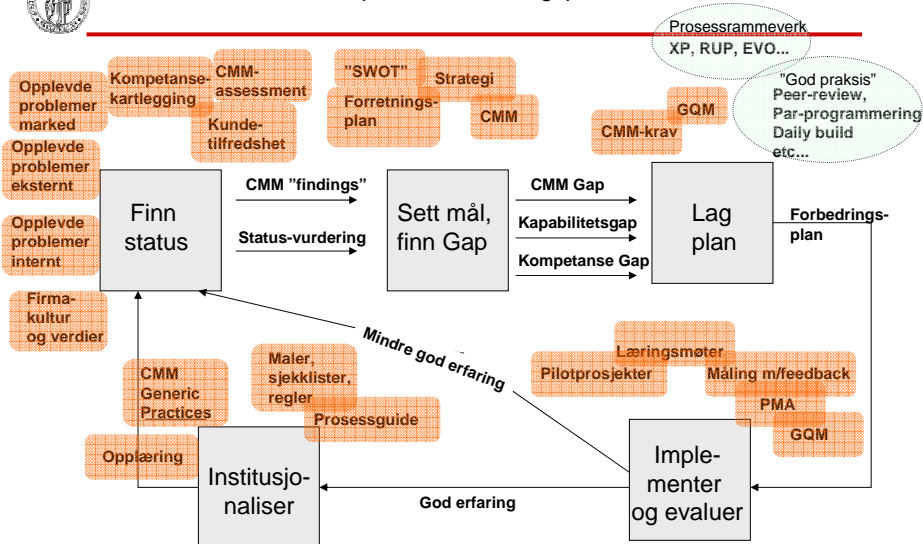 Prosessrammeverk
XP, RUP, EVO...
"God praksis"
Peer-review,
Par-programmering
Daily build
etc...
Opplevde
problemer
marked
Kompetanse-
kartlegging
CMM-
assessment
Kunde-
tilfredshet
"SWOT"
Strategi
Forretnings-
plan
CMM
CMM-krav
GQM
Opplevde
problemer
eksternt
Opplevde
problemer
internt
Firma-
kultur
og verdier
Finn
status
CMM "findings"
Status-vurdering
Sett mål,
finn Gap
CMM Gap
Kapabilitetsgap
Kompetanse Gap
Lag
plan
Forbedrings-
plan
Mindre god erfaring
CMM
Generic
Practices
Maler,
sjekklister,
regler
Prosessguide
Opplæring
Læringsmøter
Pilotprosjekter
Måling m/feedback
PMA
GQM
Institusjo-
naliser
God erfaring
Imple-
menter
og evaluer